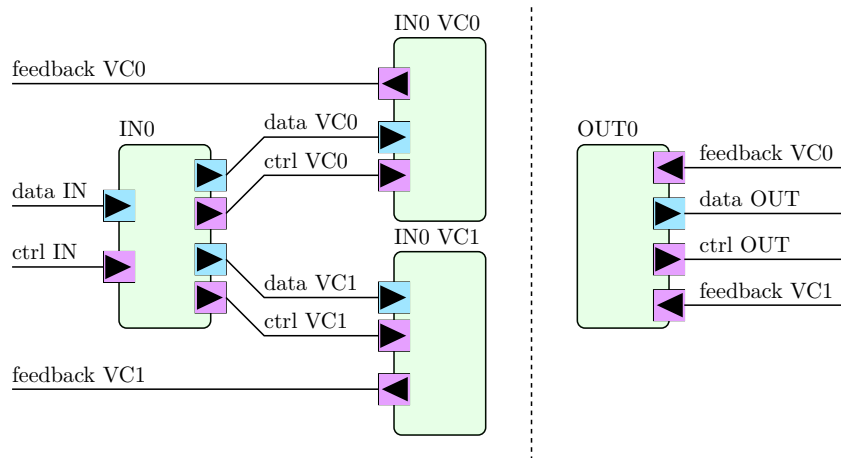 IN0 VC0
feedback VC0
data VC0
IN0
ctrl VC0
data IN
ctrl IN
IN0 VC1
data VC1
ctrl VC1
feedback VC1
OUT0
feedback VC0
data OUT
ctrl OUT
feedback VC1